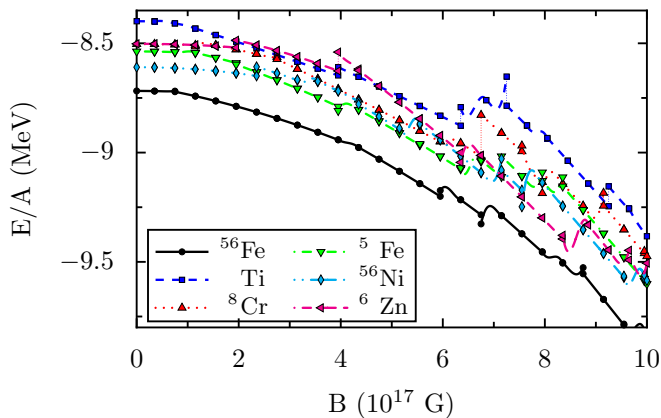 −8.5
−9
−9.5
E/A (MeV)
⁵⁶Fe
Ti
⁸Cr
⁵ Fe
⁵⁶Ni
⁶ Zn
0 2 4 6 8 10
B (10¹⁷ G)